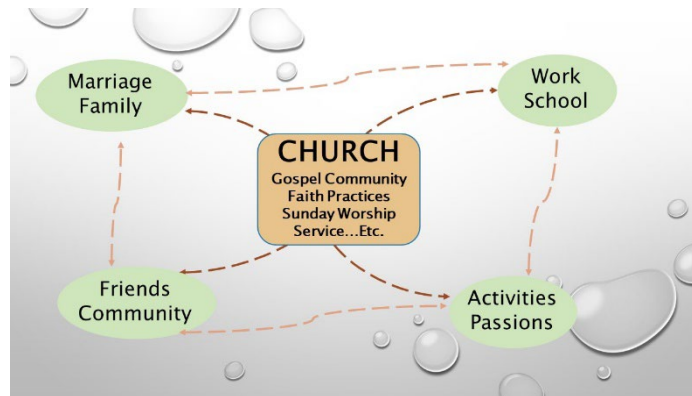 Marriage
Family
Work
School
CHURCH
Gospel Community
Faith Practices
Sunday Worship
Service...Etc.
Friends
Community
Activities
Passions